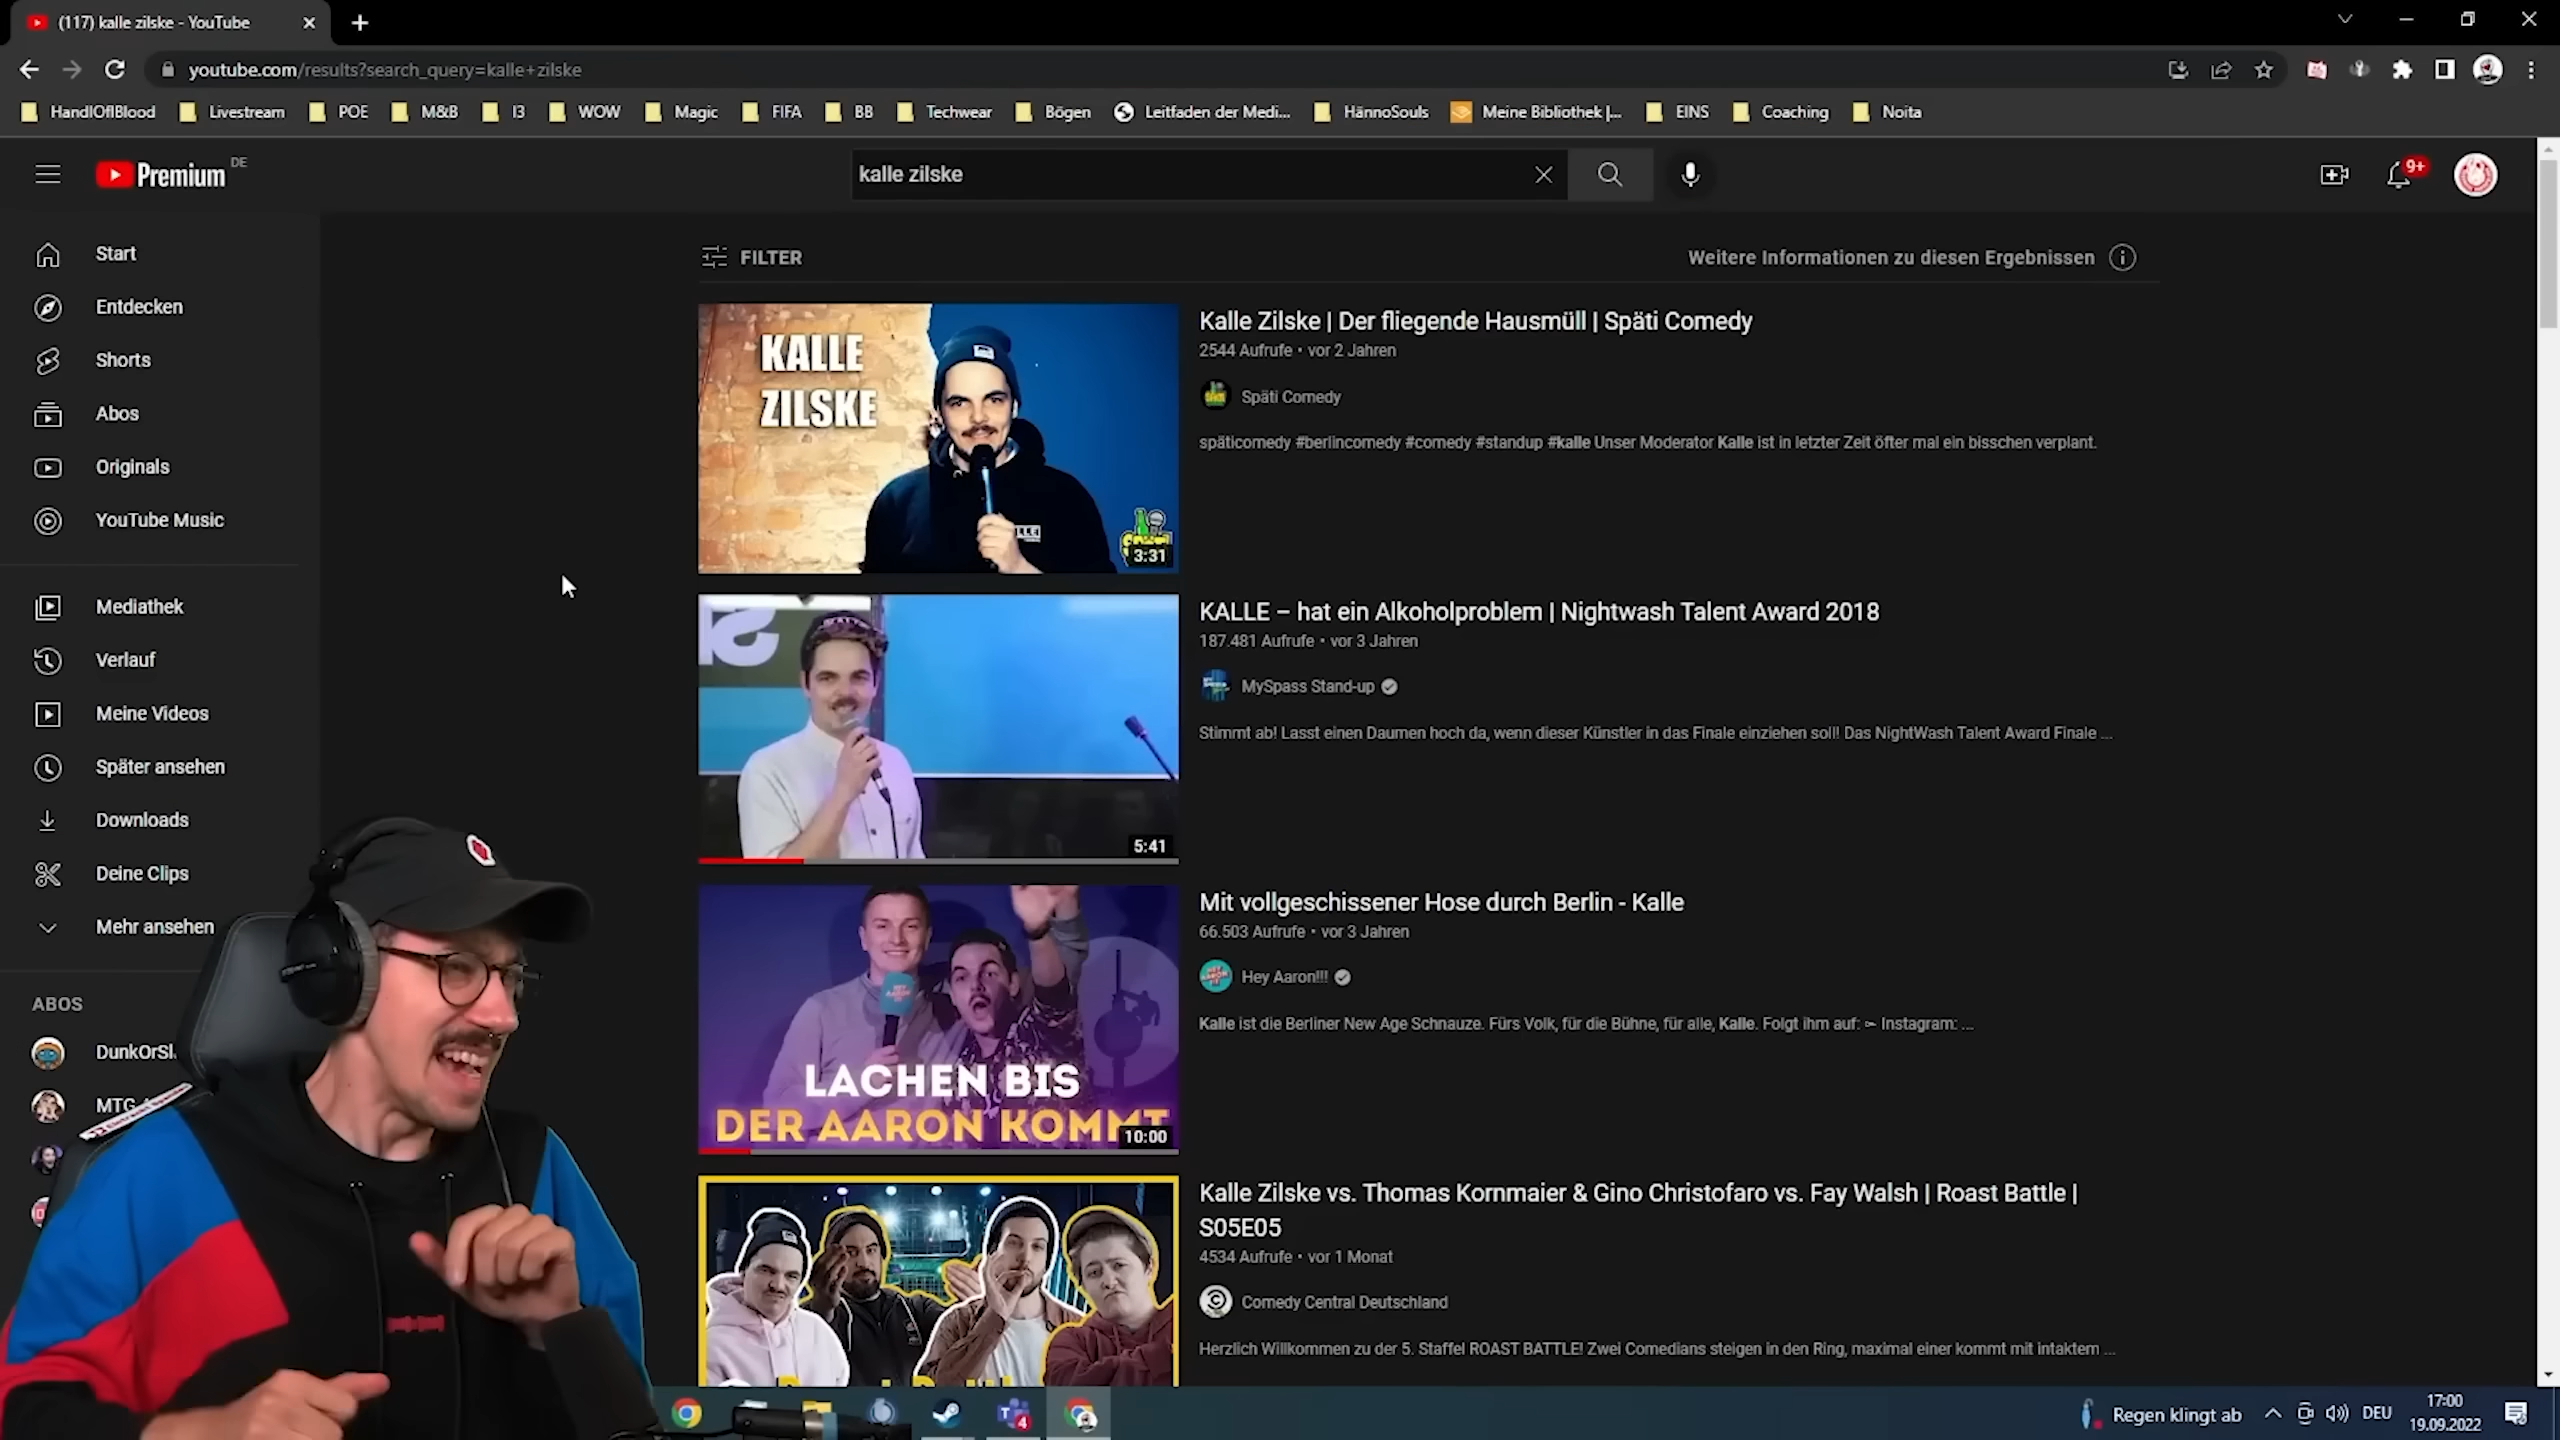 (117) kalle zilske - YouTube
youtube.com/results?search_query=kalle+zilske
HandIOfIBlood
Livestream
POE
M&B
I3
WOW
Magic
FIFA
BB
Techwear
Bögen
Leitfaden der Medi...
HännoSouls
Meine Bibliothek |...
EINS
Coaching
Noita
Premium DE
kalle zilske
9+
Start
Entdecken
Shorts
Abos
Originals
YouTube Music
Mediathek
Verlauf
Meine Videos
Später ansehen
Downloads
Deine Clips
Mehr ansehen
ABOS
DunkOrSl
MTG
FILTER
Weitere Informationen zu diesen Ergebnissen
KALLE
ZILSKE
3:31
Kalle Zilske | Der fliegende Hausmüll | Späti Comedy
2544 Aufrufe • vor 2 Jahren
Späti Comedy
späticomedy #berlincomedy #comedy #standup #kalle Unser Moderator Kalle ist in letzter Zeit öfter mal ein bisschen verplant.
5:41
KALLE – hat ein Alkoholproblem | Nightwash Talent Award 2018
187.481 Aufrufe • vor 3 Jahren
MySpass Stand-up
Stimmt ab! Lasst einen Daumen hoch da, wenn dieser Künstler in das Finale einziehen soll! Das NightWash Talent Award Finale ...
LACHEN BIS
DER AARON KOMMT
10:00
Mit vollgeschissener Hose durch Berlin - Kalle
66.503 Aufrufe • vor 3 Jahren
Hey Aaron!!!
Kalle ist die Berliner New Age Schnauze. Fürs Volk, für die Bühne, für alle, Kalle. Folgt ihm auf: ➣ Instagram: ...
Kalle Zilske vs. Thomas Kornmaier & Gino Christofaro vs. Fay Walsh | Roast Battle |
S05E05
4534 Aufrufe • vor 1 Monat
Comedy Central Deutschland
Herzlich Willkommen zu der 5. Staffel ROAST BATTLE! Zwei Comedians steigen in den Ring, maximal einer kommt mit intaktem ...
4
Regen klingt ab
DEU
17:00
19.09.2022